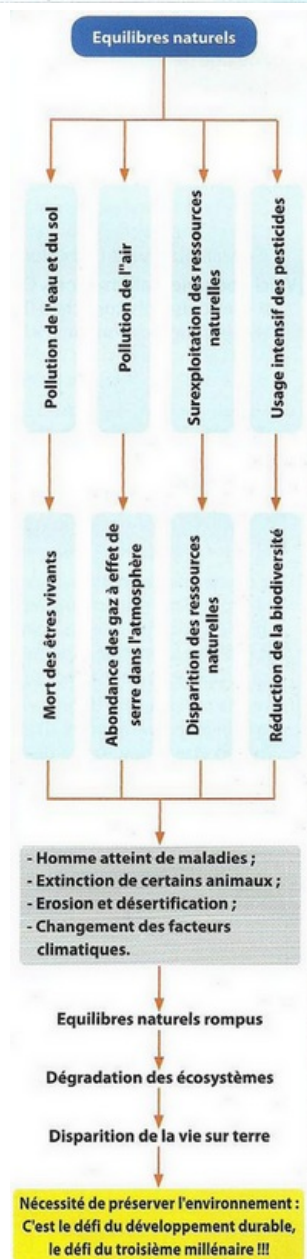 Equilibres naturels
Pollution de l'eau et du sol
Pollution de l''air
Surexploitation des ressources
naturelles
Usage intensif des pesticides
Mort des êtres vivants
Abondance des gaz à effet de
serre dans l'atmosphère
Disparition des ressources
naturelles
Réduction de la biodiversité
- Homme atteint de maladies ;
- Extinction de certains animaux ;
- Erosion et désertification ;
- Changement des facteurs
climatiques.
Equilibres naturels rompus
Dégradation des écosystèmes
Disparition de la vie sur terre
Nécessité de préserver l'environnement :
C'est le défi du développement durable,
le défi du troisième millénaire !!!